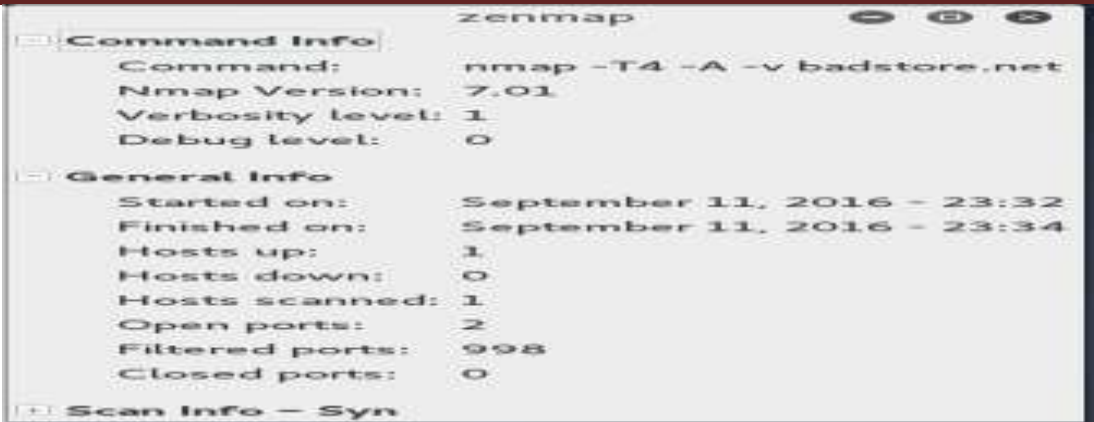 zenmap
Command Info
Command: nmap -T4 -A -v badstore.net
Nmap Version: 7.01
Verbosity level: 1
Debug level: 0
General Info
Started on: September 11, 2016 - 23:32
Finished on: September 11, 2016 - 23:34
Hosts up: 1
Hosts down: 0
Hosts scanned: 1
Open ports: 2
Filtered ports: 998
Closed ports: 0
Scan Info - Syn